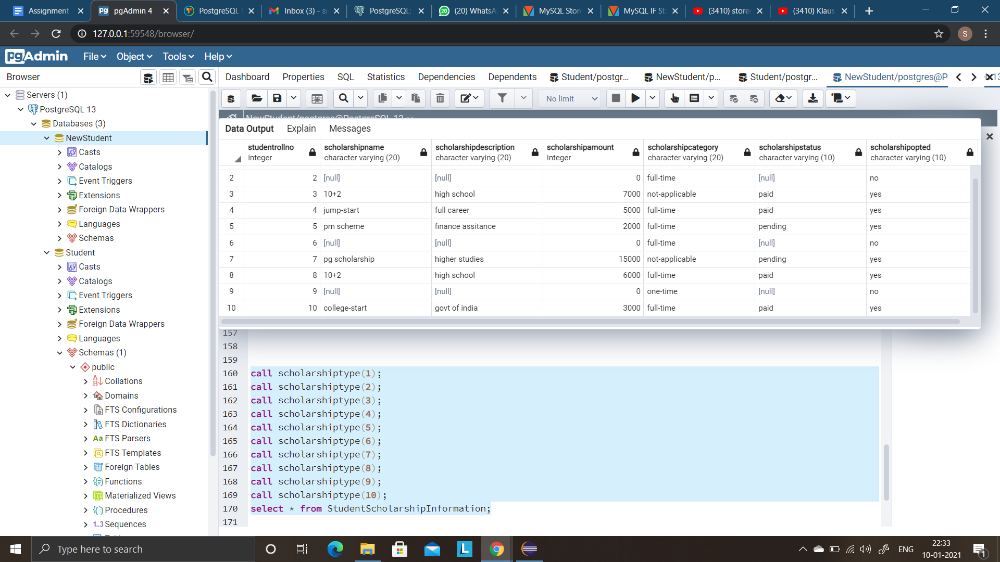 Assignment
pgAdmin 4
PostgreSQL
Inbox (3) - si
PostgreSQL:
(20) WhatsA
MySQL Store
MySQL IF Sta
(3410) store
(3410) Klaus
127.0.0.1:59548/browser/
S
pgAdmin
File Object Tools Help
Browser
Dashboard Properties SQL Statistics Dependencies Dependents Student/postgr... NewStudent/p... Student/postgr... NewStudent/postgres@P
No limit
NewStudent/postgres@PostgreSQL 13
Servers (1)
PostgreSQL 13
Databases (3)
NewStudent
Casts
Catalogs
Event Triggers
Extensions
Foreign Data Wrappers
Languages
Schemas
Student
Casts
Catalogs
Event Triggers
Extensions
Foreign Data Wrappers
Languages
Schemas (1)
public
Collations
Domains
FTS Configurations
FTS Dictionaries
Aa FTS Parsers
FTS Templates
Foreign Tables
Functions
Materialized Views
Procedures
1..3 Sequences
Data Output Explain Messages
studentrollno scholarshipname scholarshipdescription scholarshipamount scholarshipcategory scholarshipstatus scholarshipopted
integer character varying (20) character varying (20) integer character varying (20) character varying (10) character varying (10)
2 2 [null] [null] 0 full-time [null] no
3 3 10+2 high school 7000 not-applicable paid yes
4 4 jump-start full career 5000 full-time paid yes
5 5 pm scheme finance assitance 2000 full-time pending yes
6 6 [null] [null] 0 full-time [null] no
7 7 pg scholarship higher studies 15000 not-applicable pending yes
8 8 10+2 high school 6000 full-time paid yes
9 9 [null] [null] 0 one-time [null] no
10 10 college-start govt of india 3000 full-time paid yes
157
158
159
160 call scholarshiptype(1);
161 call scholarshiptype(2);
162 call scholarshiptype(3);
163 call scholarshiptype(4);
164 call scholarshiptype(5);
165 call scholarshiptype(6);
166 call scholarshiptype(7);
167 call scholarshiptype(8);
168 call scholarshiptype(9);
169 call scholarshiptype(10);
170 select * from StudentScholarshipInformation;
171
Type here to search
L
ENG
22:33
10-01-2021
1